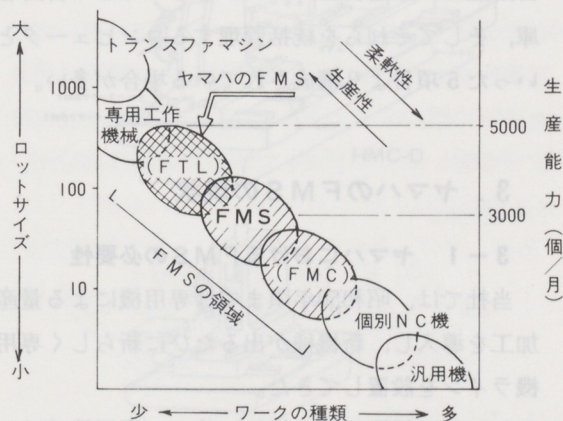 大
ロットサイズ
小
1000
100
10
トランスファマシン
専用工作
機械
ヤマハのFMS
生産性
柔軟性
(FTL)
FMS
(FMC)
個別NC機
汎用機
FMSの領域
5000
3000
生産能力(個/月)
少
ワークの種類
多